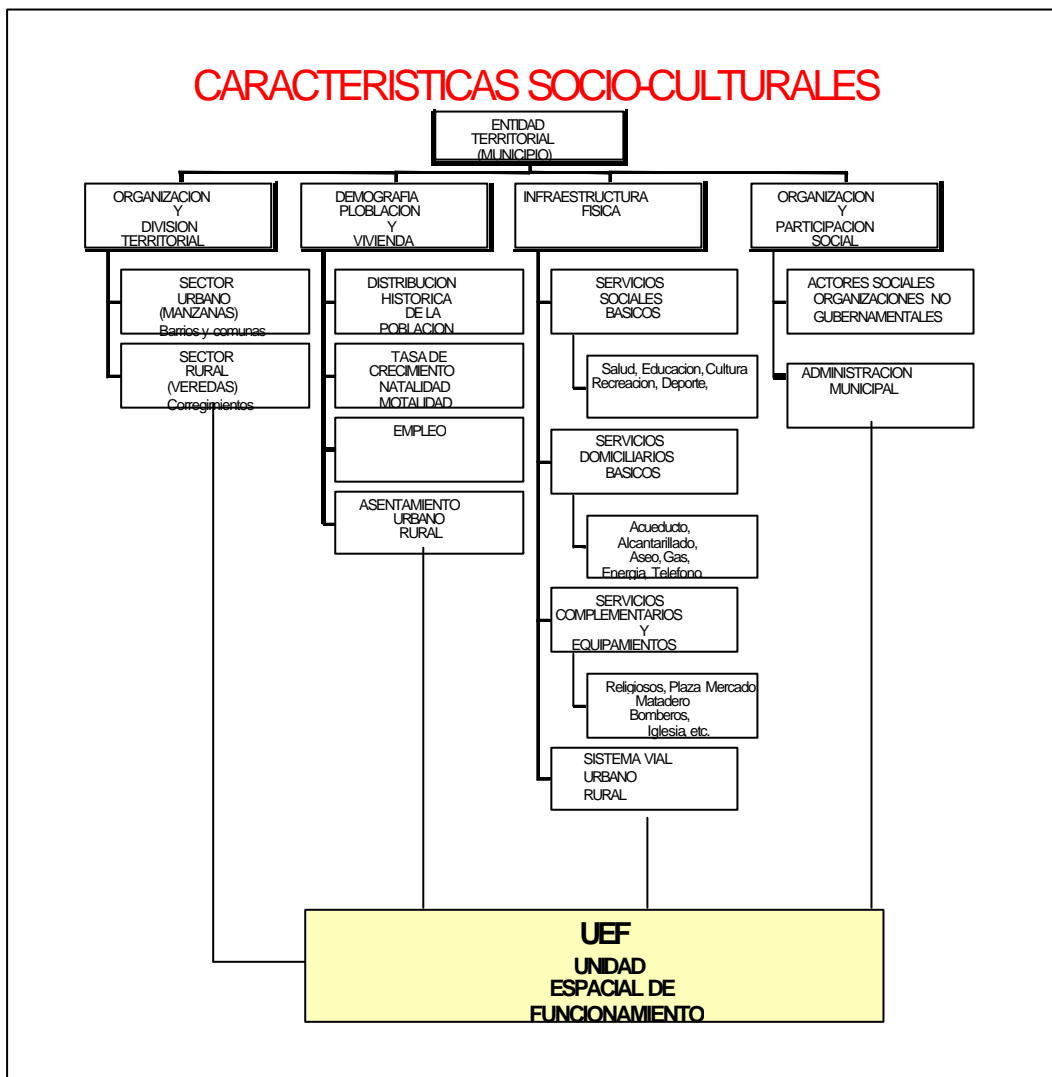 CARACTERISTICAS SOCIO-CULTURALES
ENTIDAD
TERRITORIAL
(MUNICIPIO)
ORGANIZACION
Y
DIVISION
TERRITORIAL
DEMOGRAFIA
PLOBLACION
Y
VIVIENDA
INFRAESTRUCTURA
FISICA
ORGANIZACION
Y
PARTICIPACION
SOCIAL
SECTOR
URBANO
(MANZANAS)
Barrios y comunas
SECTOR
RURAL
(VEREDAS)
Corregimientos
DISTRIBUCION
HISTORICA
DE LA
POBLACION
TASA DE
CRECIMIENTO
NATALIDAD
MOTALIDAD
EMPLEO
ASENTAMIENTO
URBANO
RURAL
SERVICIOS
SOCIALES
BASICOS
Salud, Educacion, Cultura
Recreacion, Deporte,
SERVICIOS
DOMICILIARIOS
BASICOS
Acueducto,
Alcantarillado,
Aseo, Gas,
Energia, Telefono
SERVICIOS
COMPLEMENTARIOS
Y
EQUIPAMIENTOS
Religiosos, Plaza Mercado
Matadero
Bomberos,
Iglesia, etc.
SISTEMA VIAL
URBANO
RURAL
ACTORES SOCIALES
ORGANIZACIONES NO
GUBERNAMENTALES
ADMINISTRACION
MUNICIPAL
UEF
UNIDAD
ESPACIAL DE
FUNCIONAMIENTO